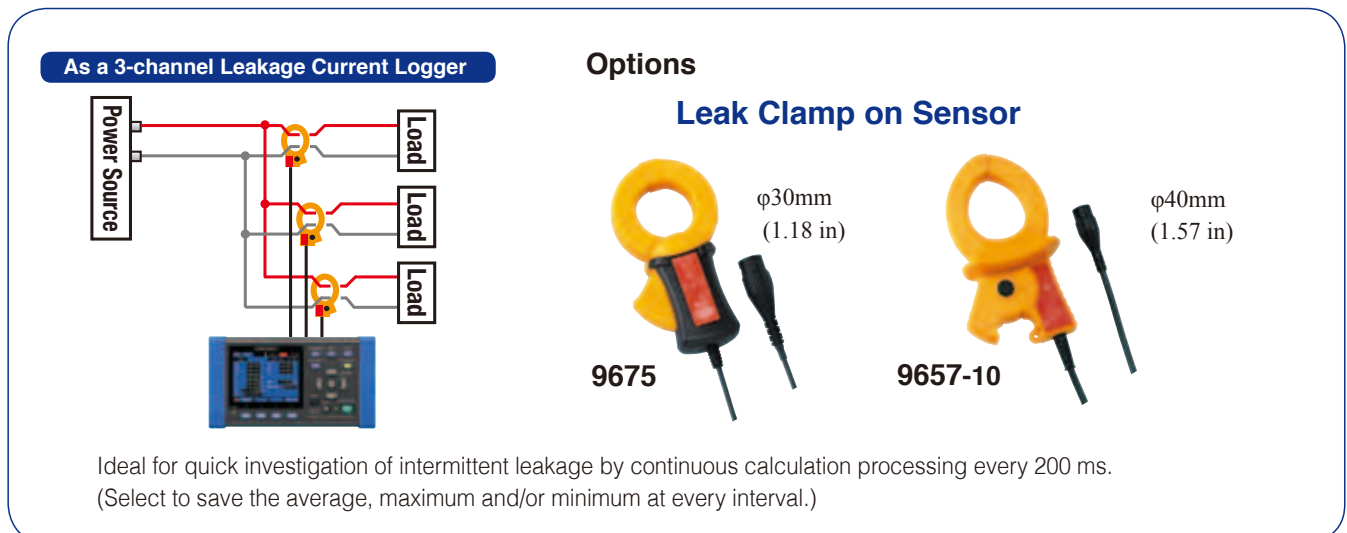 As a 3-channel Leakage Current Logger
Power Source
Load
Load
Load
Options
Leak Clamp on Sensor
φ30mm
(1.18 in)
9675
φ40mm
(1.57 in)
9657-10
Ideal for quick investigation of intermittent leakage by continuous calculation processing every 200 ms.
(Select to save the average, maximum and/or minimum at every interval.)